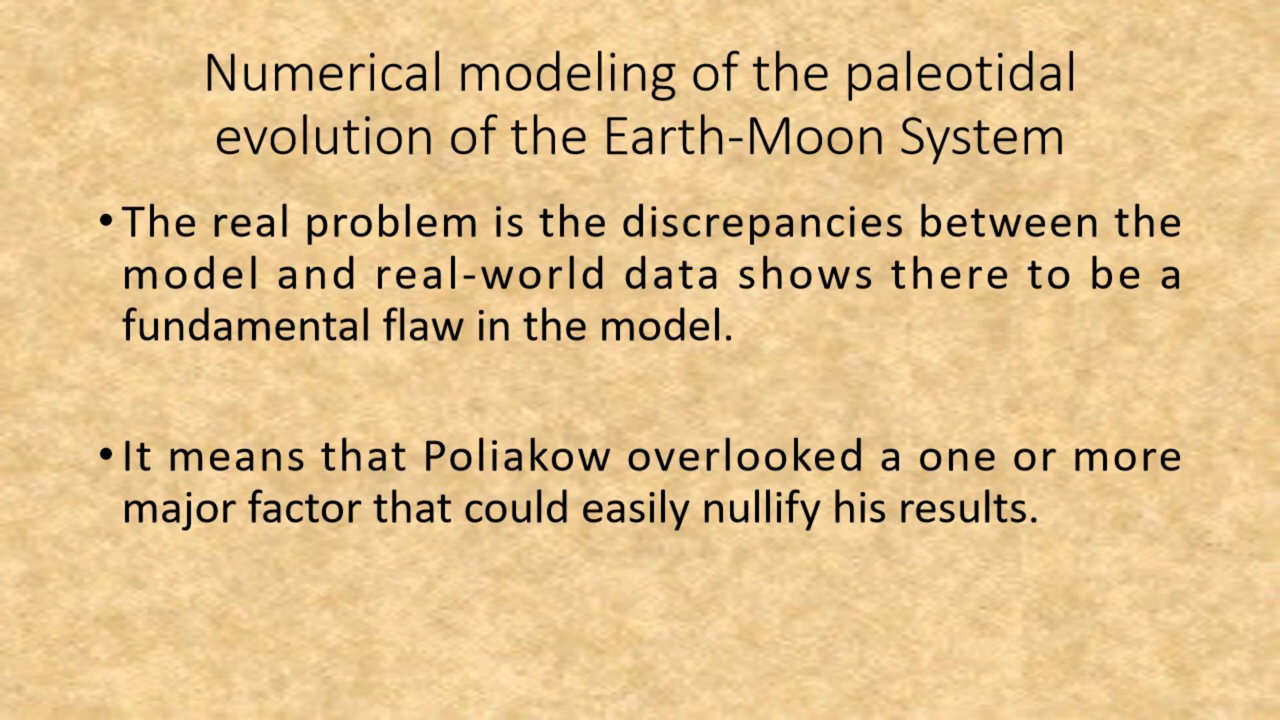 Numerical modeling of the paleotidal
evolution of the Earth-Moon System
• The real problem is the discrepancies between the
model and real-world data shows there to be a
fundamental flaw in the model.
• It means that Poliakow overlooked a one or more
major factor that could easily nullify his results.